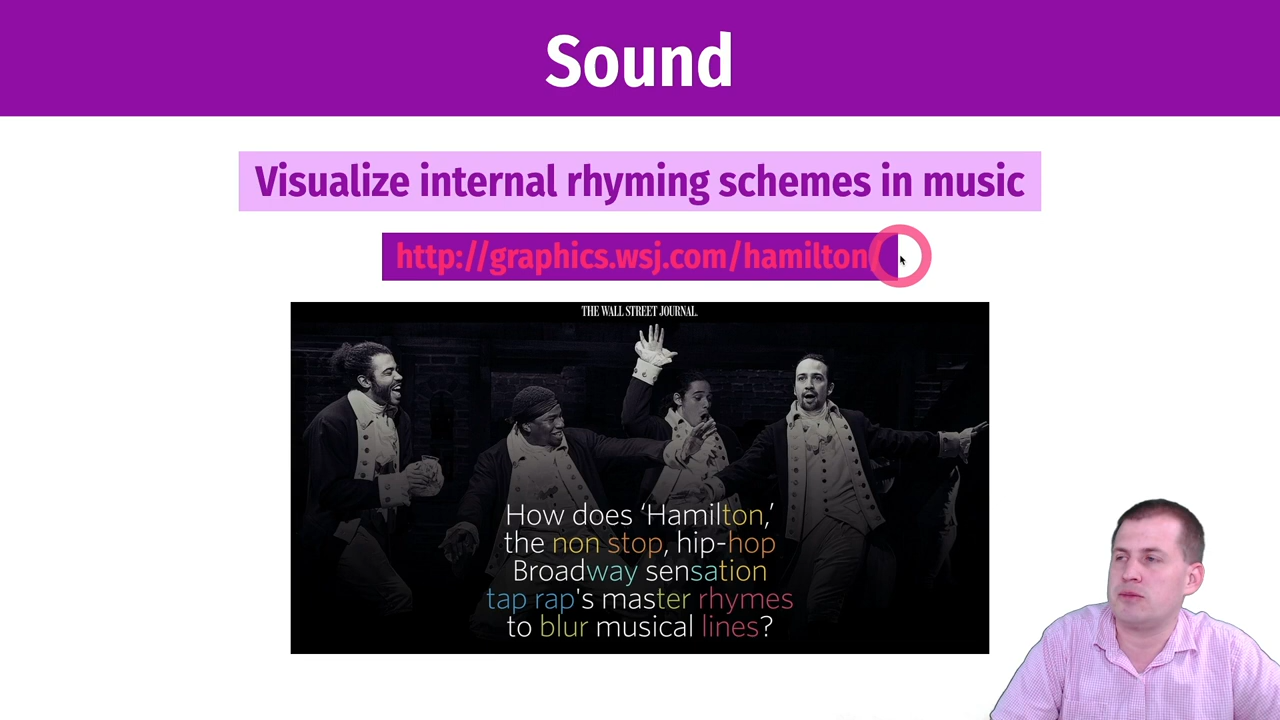 Sound
Visualize internal rhyming schemes in music
http://graphics.wsj.com/hamilton/
THE WALL STREET JOURNAL.
How does ‘Hamilton,’
the non stop, hip-hop
Broadway sensation
tap rap's master rhymes
to blur musical lines?